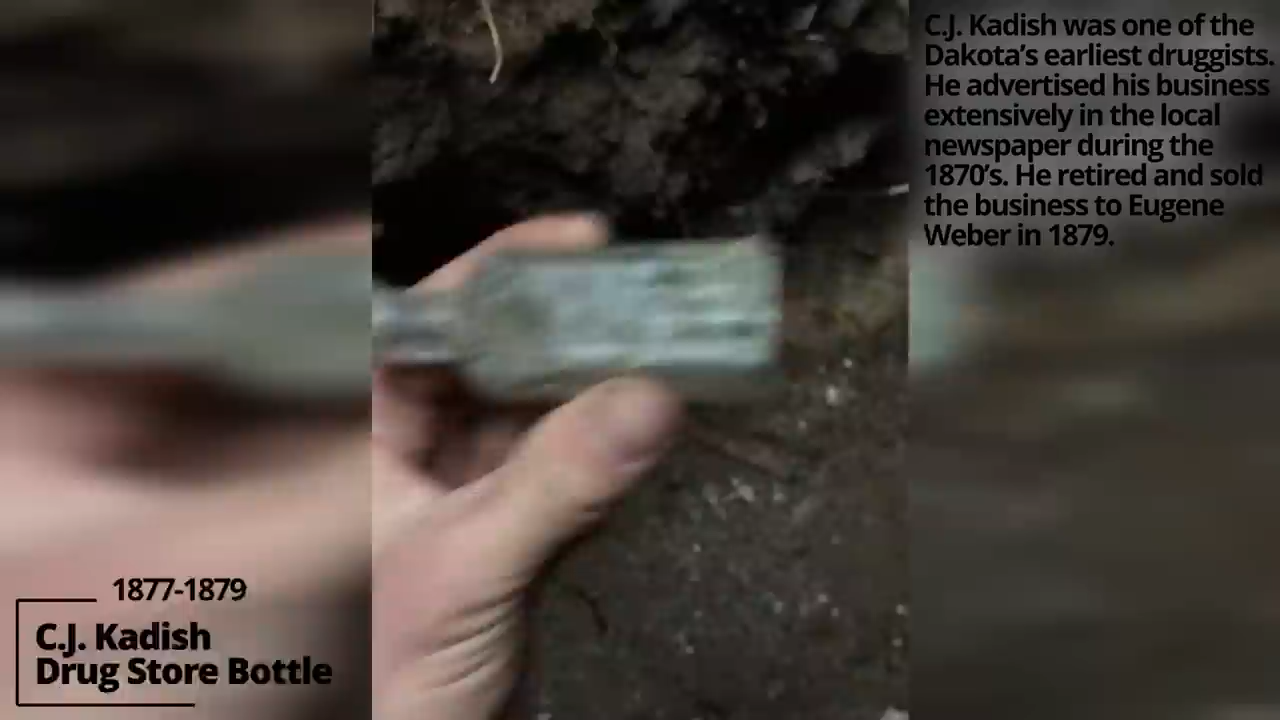 C.J. Kadish was one of the
Dakota's earliest druggists.
He advertised his business
extensively in the local
newspaper during the
1870's. He retired and sold
the business to Eugene
Weber in 1879.
1877-1879
C.J. Kadish
Drug Store Bottle